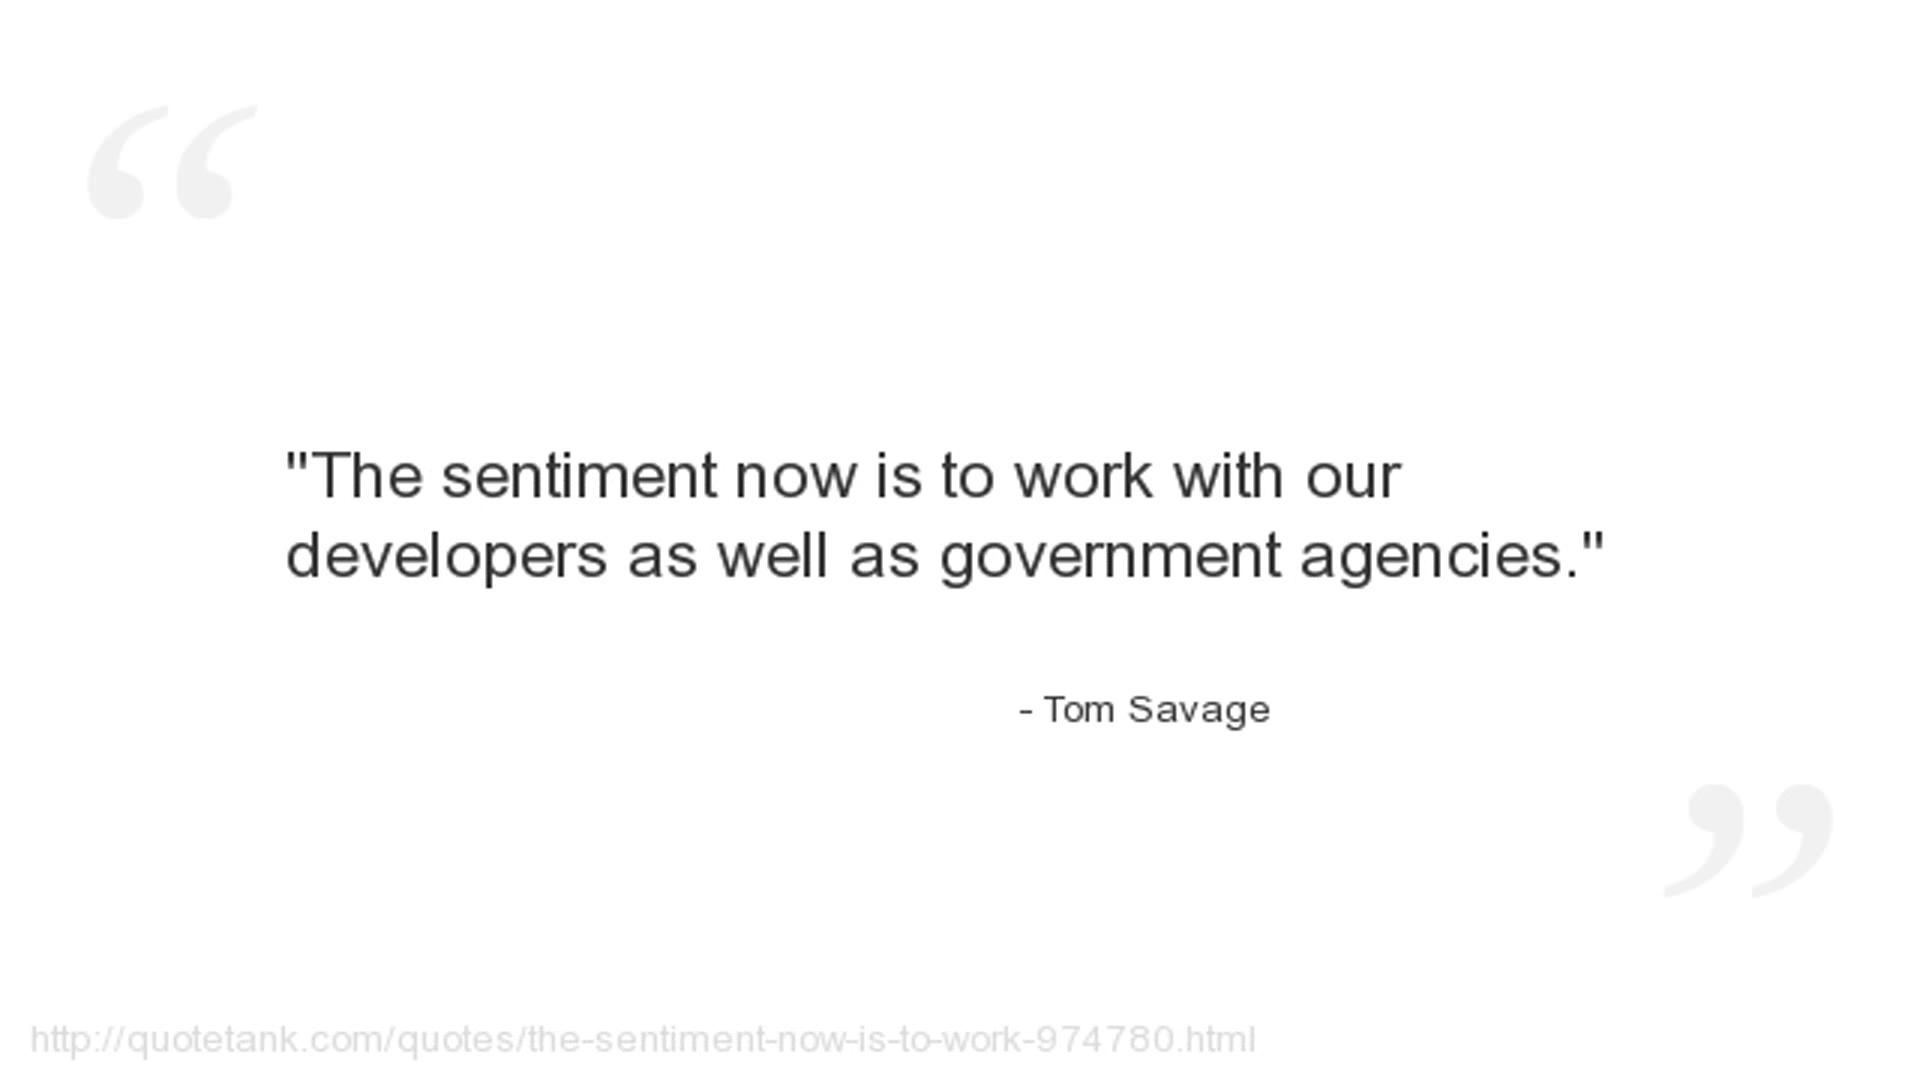 "The sentiment now is to work with our
developers as well as government agencies."
- Tom Savage
http://quotetank.com/quotes/the-sentiment-now-is-to-work-974780.html